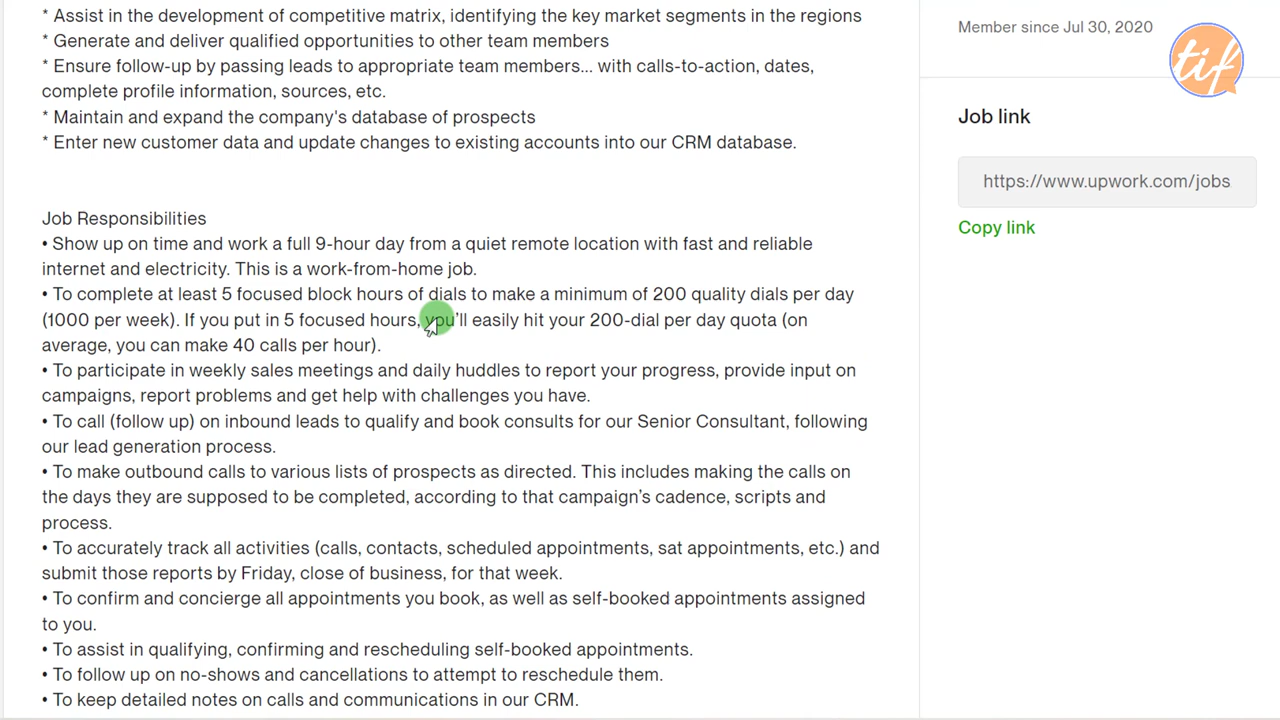 * Assist in the development of competitive matrix, identifying the key market segments in the regions
* Generate and deliver qualified opportunities to other team members
* Ensure follow-up by passing leads to appropriate team members... with calls-to-action, dates,
complete profile information, sources, etc.
* Maintain and expand the company's database of prospects
* Enter new customer data and update changes to existing accounts into our CRM database.
Job Responsibilities
• Show up on time and work a full 9-hour day from a quiet remote location with fast and reliable
internet and electricity. This is a work-from-home job.
• To complete at least 5 focused block hours of dials to make a minimum of 200 quality dials per day
(1000 per week). If you put in 5 focused hours, you'll easily hit your 200-dial per day quota (on
average, you can make 40 calls per hour).
• To participate in weekly sales meetings and daily huddles to report your progress, provide input on
campaigns, report problems and get help with challenges you have.
• To call (follow up) on inbound leads to qualify and book consults for our Senior Consultant, following
our lead generation process.
• To make outbound calls to various lists of prospects as directed. This includes making the calls on
the days they are supposed to be completed, according to that campaign’s cadence, scripts and
process.
• To accurately track all activities (calls, contacts, scheduled appointments, sat appointments, etc.) and
submit those reports by Friday, close of business, for that week.
• To confirm and concierge all appointments you book, as well as self-booked appointments assigned
to you.
• To assist in qualifying, confirming and rescheduling self-booked appointments.
• To follow up on no-shows and cancellations to attempt to reschedule them.
• To keep detailed notes on calls and communications in our CRM.
Member since Jul 30, 2020
tif
Job link
https://www.upwork.com/jobs
Copy link